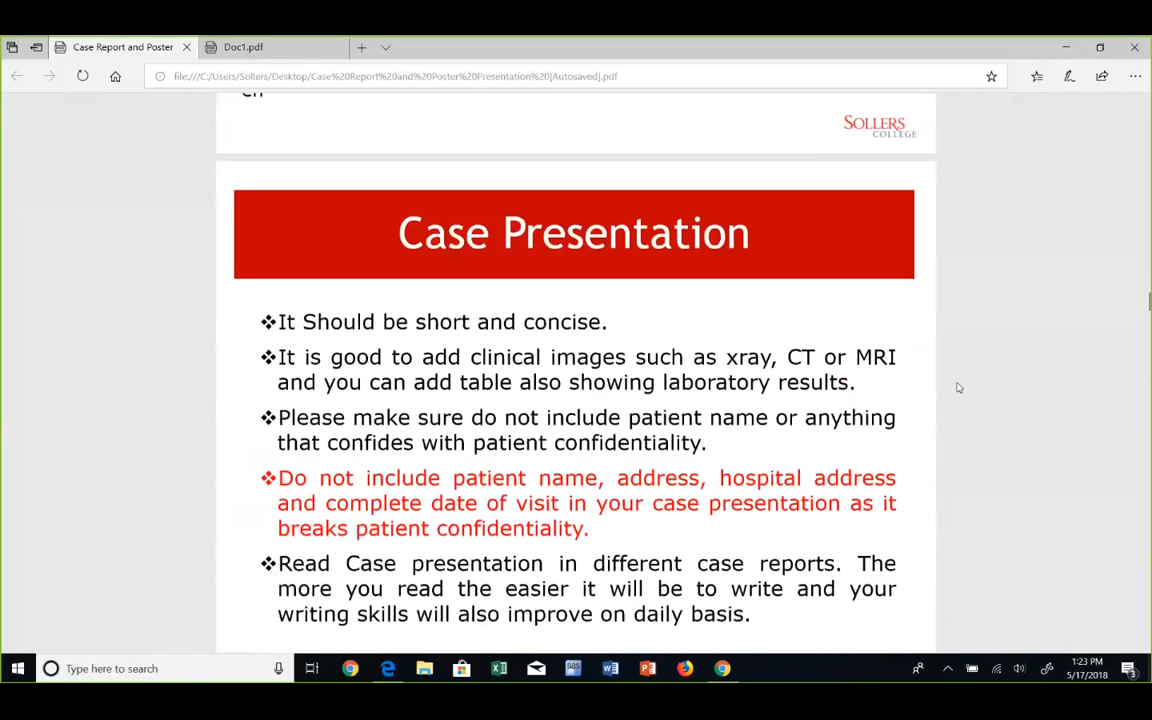 Case Report and Poster
Doc1.pdf
file:///C:/Users/Sollers/Desktop/Case%20Report%20and%20Poster%20Presentation%20[Autosaved].pdf
SOLLERS
COLLEGE
Case Presentation
❖It Should be short and concise.
❖It is good to add clinical images such as xray, CT or MRI
and you can add table also showing laboratory results.
❖Please make sure do not include patient name or anything
that confides with patient confidentiality.
❖Do not include patient name, address, hospital address
and complete date of visit in your case presentation as it
breaks patient confidentiality.
❖Read Case presentation in different case reports. The
more you read the easier it will be to write and your
writing skills will also improve on daily basis.
Type here to search
1:23 PM
5/17/2018